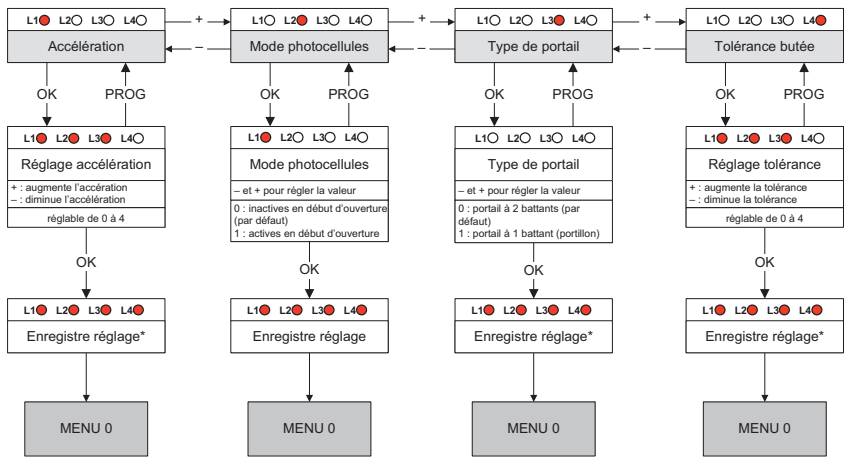 L1 L2 L3 L4 + L1 L2 L3 L4 + L1 L2 L3 L4 + L1 L2 L3 L4
Accélération – Mode photocellules – Type de portail – Tolérance butée
OK PROG OK PROG OK PROG OK PROG
L1 L2 L3 L4
Réglage accélération
+ : augmente l'accération
– : diminue l'accélération
réglable de 0 à 4
L1 L2 L3 L4
Mode photocellules
– et + pour régler la valeur
0 : inactives en début d'ouverture
(par défaut)
1 : actives en début d'ouverture
L1 L2 L3 L4
Type de portail
– et + pour régler la valeur
0 : portail à 2 battants (par
défaut)
1 : portail à 1 battant (portillon)
L1 L2 L3 L4
Réglage tolérance
+ : augmente la tolérance
– : diminue la tolérance
réglable de 0 à 4
OK OK OK OK
L1 L2 L3 L4 L1 L2 L3 L4 L1 L2 L3 L4 L1 L2 L3 L4
Enregistre réglage* Enregistre réglage Enregistre réglage* Enregistre réglage*
MENU 0 MENU 0 MENU 0 MENU 0